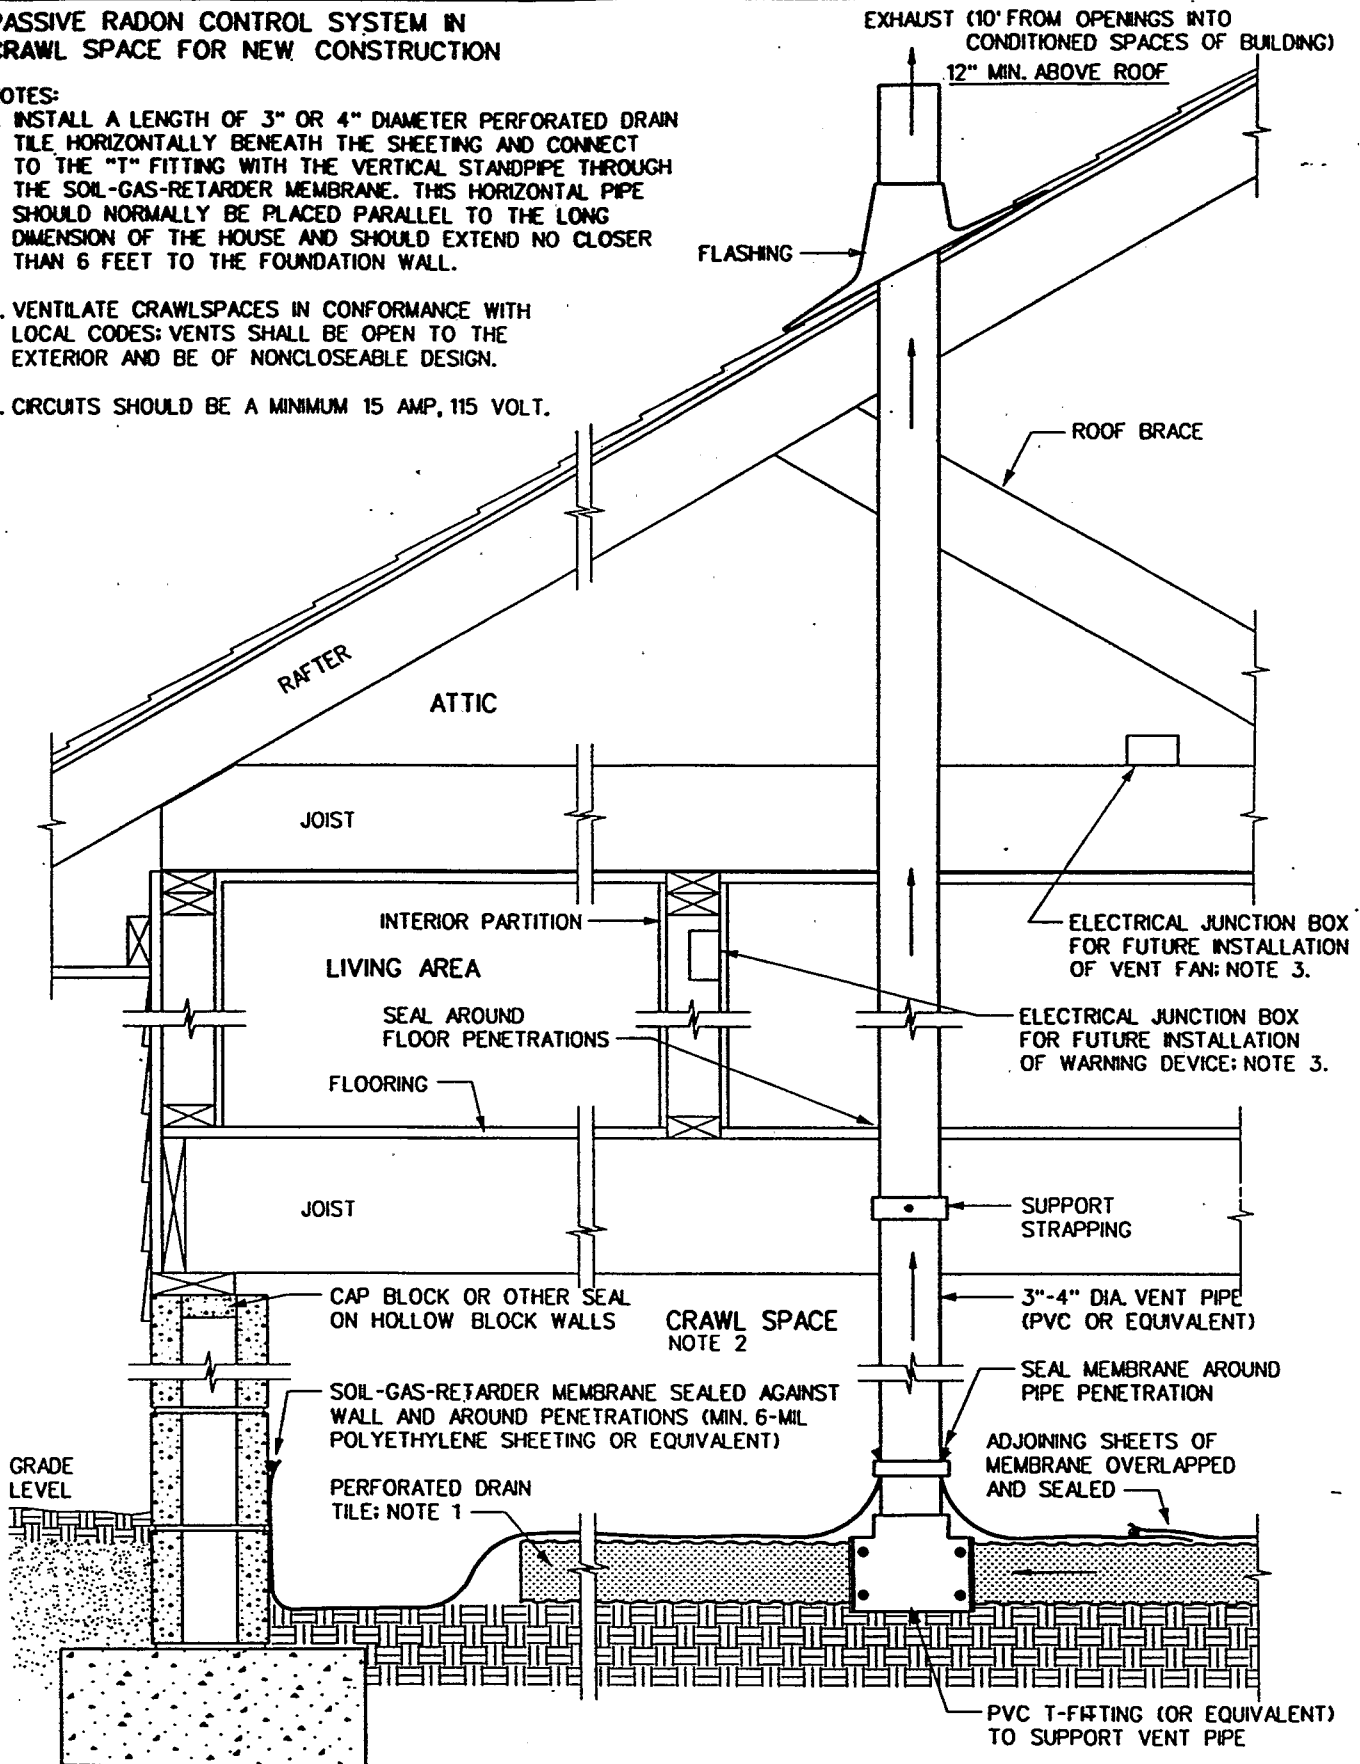 PASSIVE RADON CONTROL SYSTEM IN
CRAWL SPACE FOR NEW CONSTRUCTION
NOTES:
INSTALL A LENGTH OF 3" OR 4" DIAMETER PERFORATED DRAIN
TILE HORIZONTALLY BENEATH THE SHEETING AND CONNECT
TO THE "T" FITTING WITH THE VERTICAL STANDPIPE THROUGH
THE SOIL-GAS-RETARDER MEMBRANE. THIS HORIZONTAL PIPE
SHOULD NORMALLY BE PLACED PARALLEL TO THE LONG
DIMENSION OF THE HOUSE AND SHOULD EXTEND NO CLOSER
THAN 6 FEET TO THE FOUNDATION WALL.
. VENTILATE CRAWLSPACES IN CONFORMANCE WITH
LOCAL CODES; VENTS SHALL BE OPEN TO THE
EXTERIOR AND BE OF NONCLOSEABLE DESIGN.
. CIRCUITS SHOULD BE A MINIMUM 15 AMP, 115 VOLT.
EXHAUST (10' FROM OPENINGS INTO
CONDITIONED SPACES OF BUILDING)
12" MIN. ABOVE ROOF
FLASHING
ROOF BRACE
RAFTER
ATTIC
JOIST
INTERIOR PARTITION
LIVING AREA
ELECTRICAL JUNCTION BOX
FOR FUTURE INSTALLATION
OF VENT FAN; NOTE 3.
SEAL AROUND
FLOOR PENETRATIONS
ELECTRICAL JUNCTION BOX
FOR FUTURE INSTALLATION
OF WARNING DEVICE; NOTE 3.
FLOORING
JOIST
SUPPORT
STRAPPING
CAP BLOCK OR OTHER SEAL
ON HOLLOW BLOCK WALLS
CRAWL SPACE
NOTE 2
3"-4" DIA. VENT PIPE
(PVC OR EQUIVALENT)
SEAL MEMBRANE AROUND
PIPE PENETRATION
SOIL-GAS-RETARDER MEMBRANE SEALED AGAINST
WALL AND AROUND PENETRATIONS (MIN. 6-MIL
POLYETHYLENE SHEETING OR EQUIVALENT)
ADJOINING SHEETS OF
MEMBRANE OVERLAPPED
AND SEALED
GRADE
LEVEL
PERFORATED DRAIN
TILE; NOTE 1
PVC T-FITTING (OR EQUIVALENT)
TO SUPPORT VENT PIPE